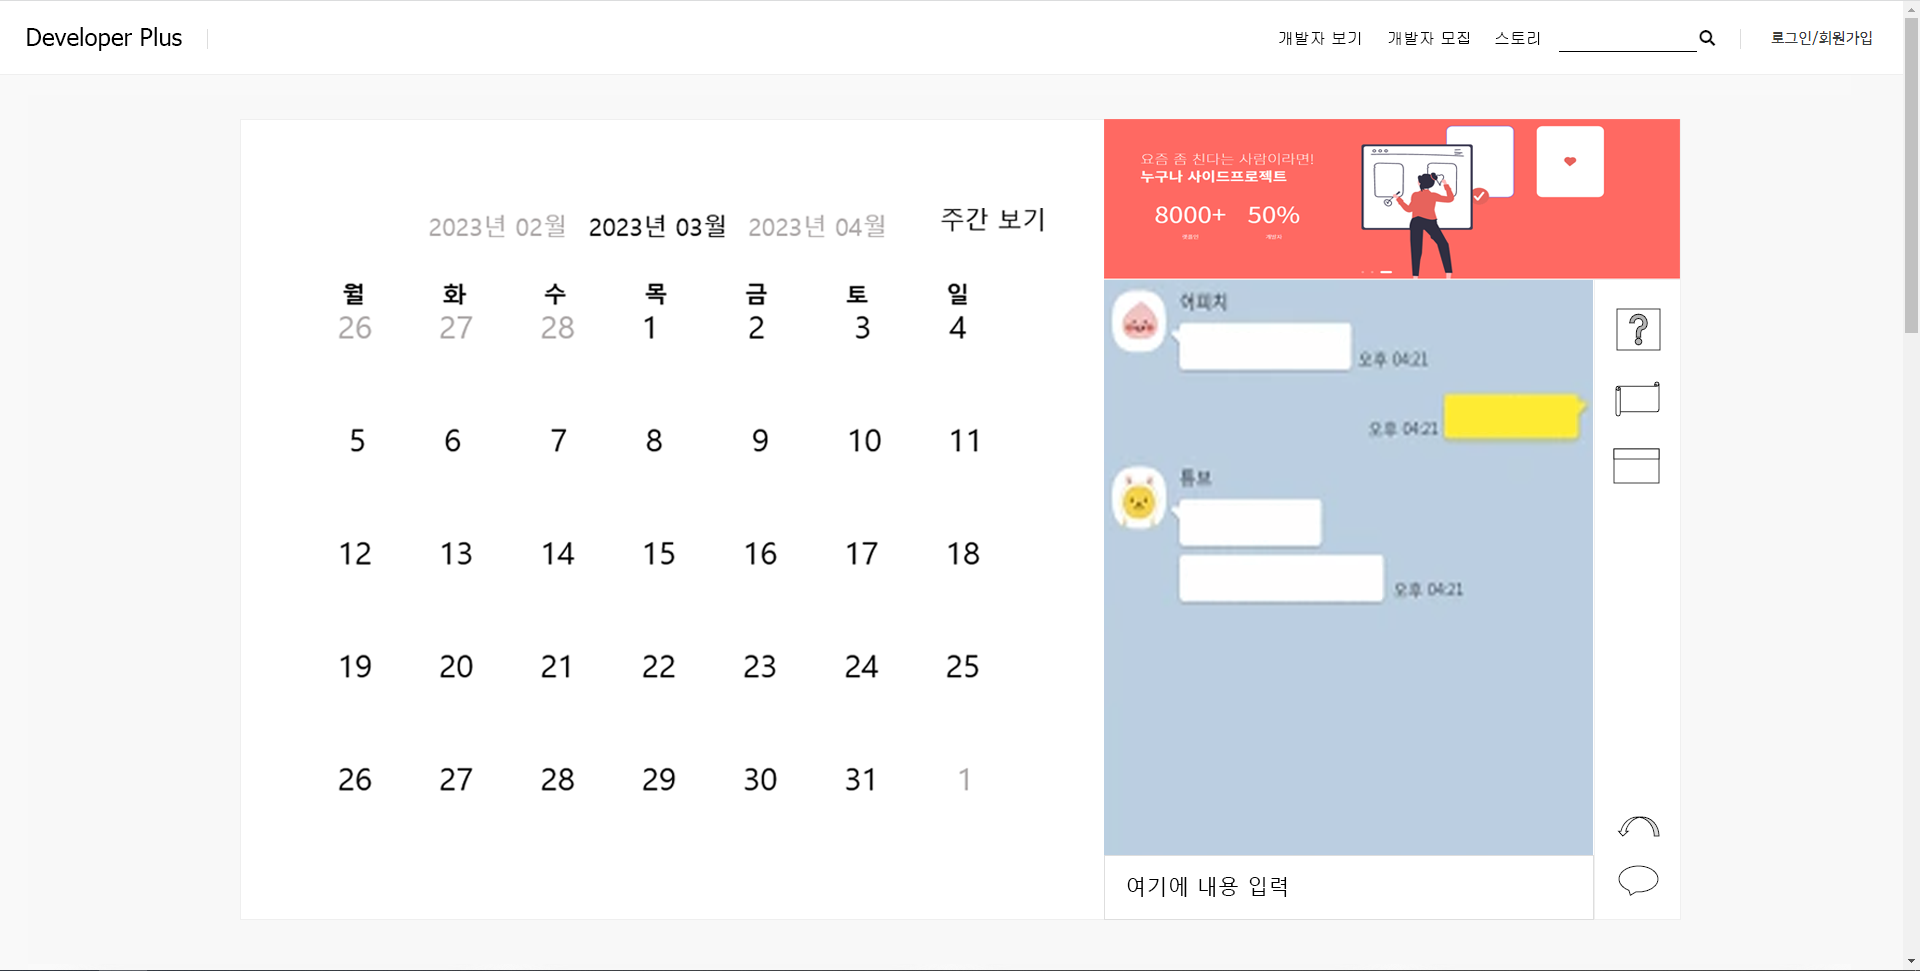 Developer Plus
개발자 보기 개발자 모집 스토리 로그인/회원가입
2023년 02월 2023년 03월 2023년 04월 주간 보기
월 화 수 목 금 토 일
26 27 28 1 2 3 4
5 6 7 8 9 10 11
12 13 14 15 16 17 18
19 20 21 22 23 24 25
26 27 28 29 30 31 1
요즘 좀 친다는 사람이라면!
누구나 사이드프로젝트
8000+ 50%
개발자
어피치
오후 04:21
오후 04:21
튜브
오후 04:21
?
여기에 내용 입력